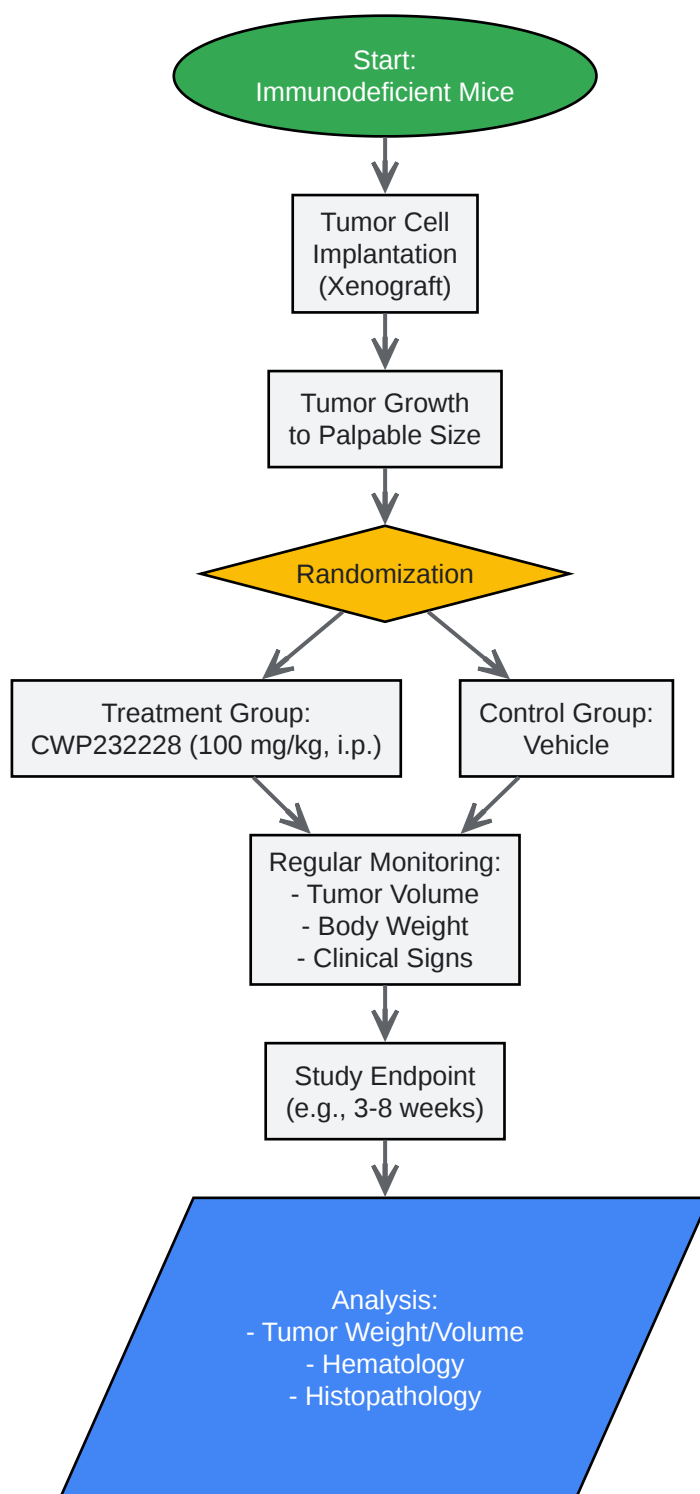 Start:
Immunodeficient Mice
Tumor Cell
Implantation
(Xenograft)
Tumor Growth
to Palpable Size
Randomization
Treatment Group:
CWP232228 (100 mg/kg, i.p.)
Control Group:
Vehicle
Regular Monitoring:
- Tumor Volume
- Body Weight
- Clinical Signs
Study Endpoint
(e.g., 3-8 weeks)
Analysis:
- Tumor Weight/Volume
- Hematology
- Histopathology